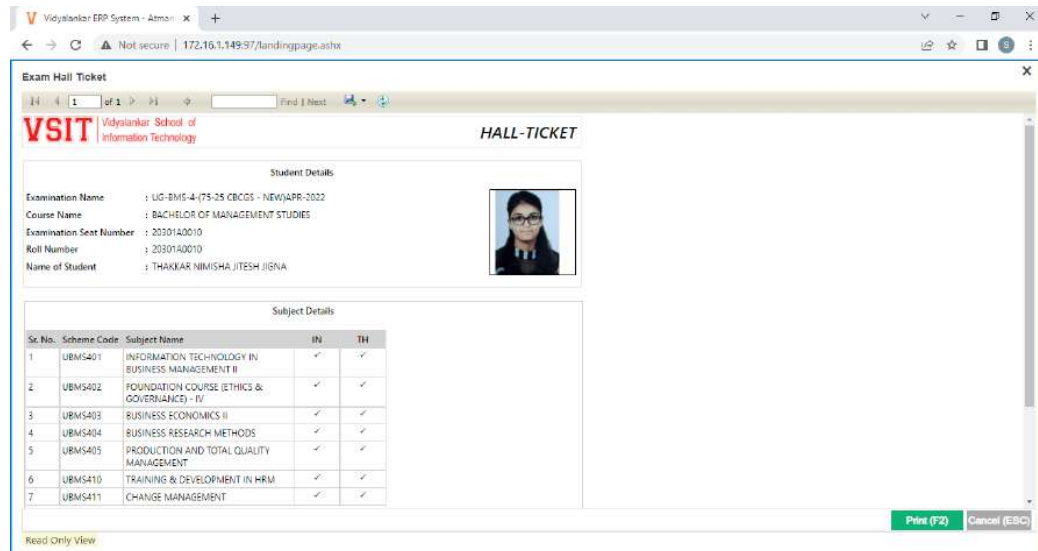 Vidyalankar ERP System - Atman
Not secure | 172.16.1.149:97/landingpage.ashx
S
Exam Hall Ticket
1 of 1 Find | Next
VSIT Vidyalankar School of
Information Technology
HALL-TICKET
Student Details
Examination Name : UG-BMS-4-(75-25 CBCGS - NEW)APR-2022
Course Name : BACHELOR OF MANAGEMENT STUDIES
Examination Seat Number : 20301A0010
Roll Number : 20301A0010
Name of Student : THAKKAR NIMISHA JITESH JIGNA
Subject Details
Sr. No. Scheme Code Subject Name IN TH
1 UBMS401 INFORMATION TECHNOLOGY IN ✓ ✓
BUSINESS MANAGEMENT II
2 UBMS402 FOUNDATION COURSE (ETHICS & ✓ ✓
GOVERNANCE) - IV
3 UBMS403 BUSINESS ECONOMICS II ✓ ✓
4 UBMS404 BUSINESS RESEARCH METHODS ✓ ✓
5 UBMS405 PRODUCTION AND TOTAL QUALITY ✓ ✓
MANAGEMENT
6 UBMS410 TRAINING & DEVELOPMENT IN HRM ✓ ✓
7 UBMS411 CHANGE MANAGEMENT ✓ ✓
Print (F2) Cancel (ESC)
Read Only View